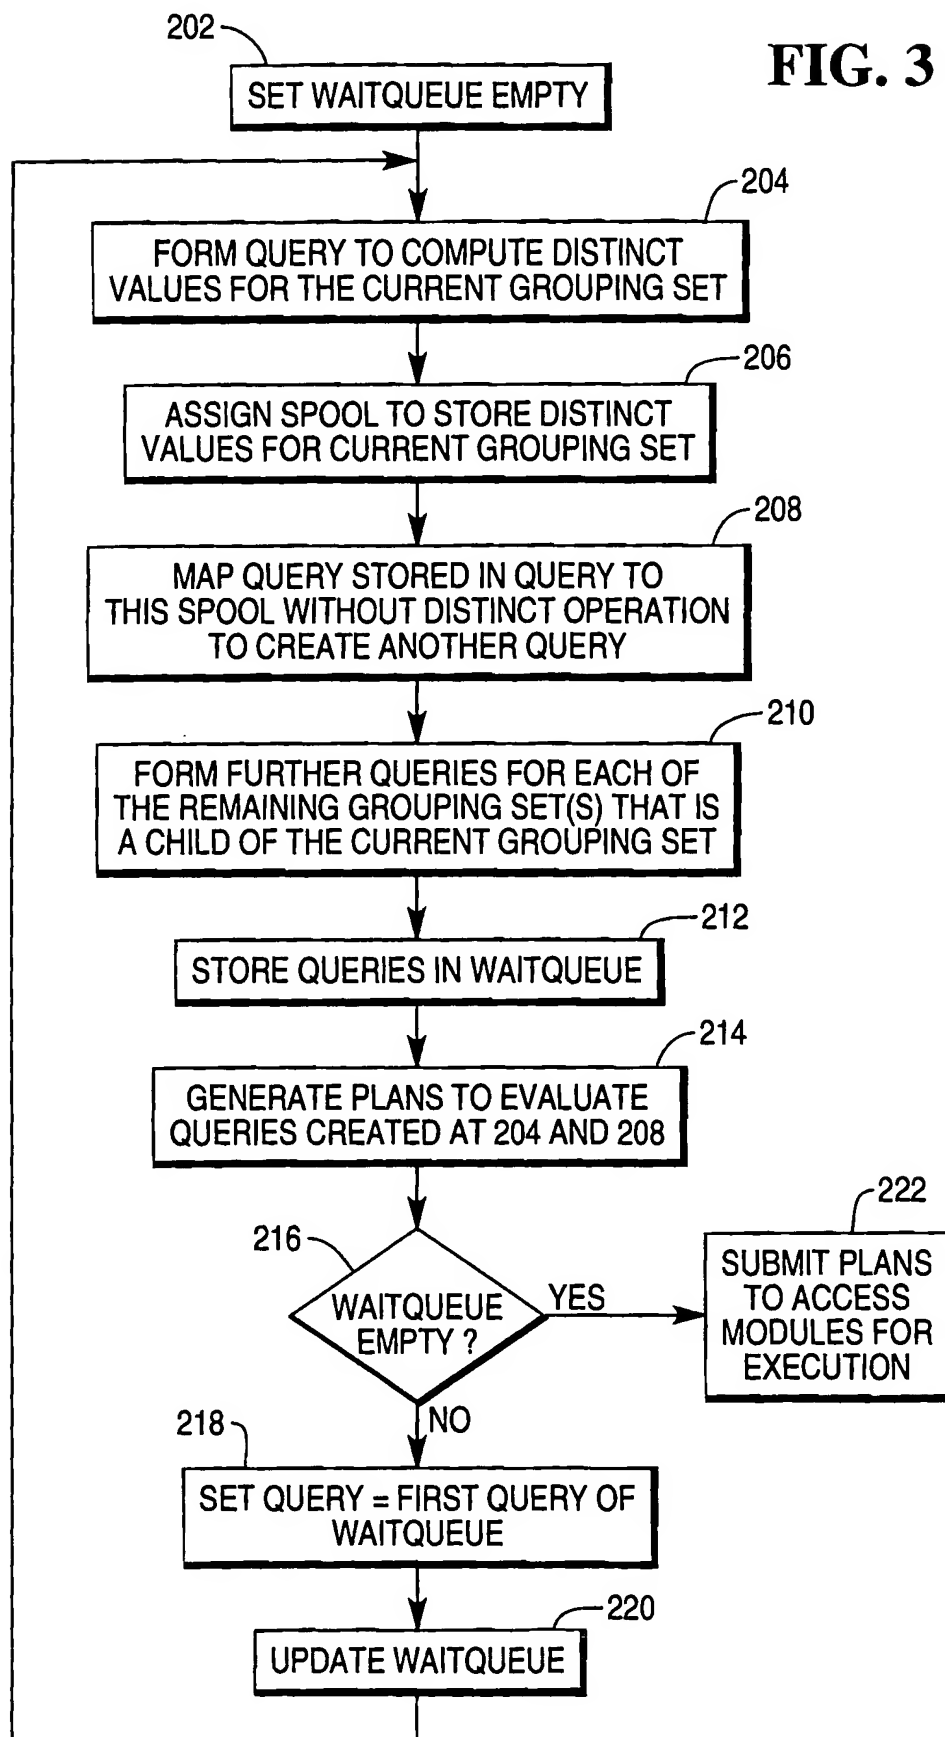 FIG. 3
202
SET WAITQUEUE EMPTY
204
FORM QUERY TO COMPUTE DISTINCT
VALUES FOR THE CURRENT GROUPING SET
206
ASSIGN SPOOL TO STORE DISTINCT
VALUES FOR CURRENT GROUPING SET
208
MAP QUERY STORED IN QUERY TO
THIS SPOOL WITHOUT DISTINCT OPERATION
TO CREATE ANOTHER QUERY
210
FORM FURTHER QUERIES FOR EACH OF
THE REMAINING GROUPING SET(S) THAT IS
A CHILD OF THE CURRENT GROUPING SET
212
STORE QUERIES IN WAITQUEUE
214
GENERATE PLANS TO EVALUATE
QUERIES CREATED AT 204 AND 208
216
WAITQUEUE
EMPTY ?
YES
222
SUBMIT PLANS
TO ACCESS
MODULES FOR
EXECUTION
NO
218
SET QUERY = FIRST QUERY OF
WAITQUEUE
220
UPDATE WAITQUEUE